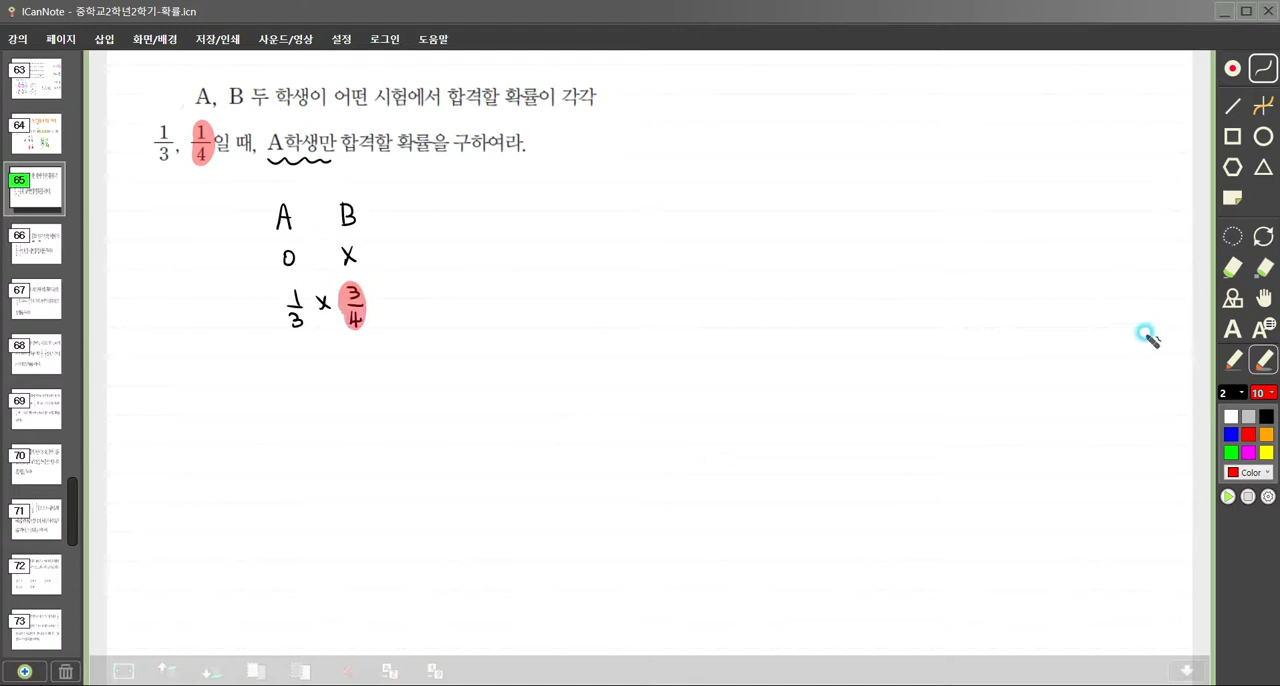 ICanNote - 중학교2학년2학기-확률.icn
강의 페이지 삽입 화면/배경 저장/인쇄 사운드/영상 설정 로그인 도움말
63
64
65
66
67
68
69
70
71
72
73
A, B 두 학생이 어떤 시험에서 합격할 확률이 각각
1/3, 1/4일 때, A학생만 합격할 확률을 구하여라.
A B
O X
1/3 × 3/4
A A
2 10
Color